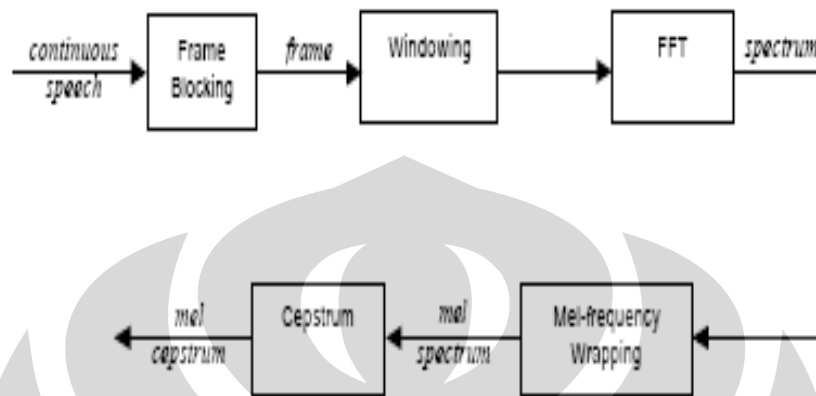 continuous
speech
Frame
Blocking
frame
Windowing
FFT
spectrum
mel
cepstrum
Cepstrum
mel
spectrum
Mel-frequency
Wrapping